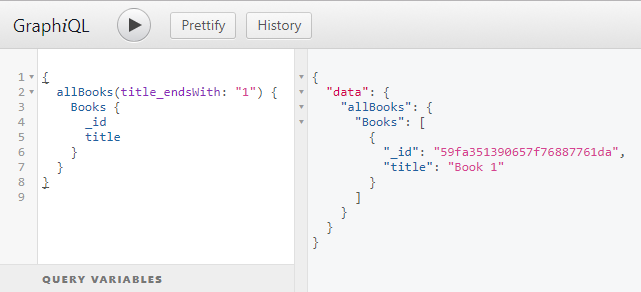 GraphiQL Prettify History
1 {
2 allBooks(title_endsWith: "1") {
3 Books {
4 _id
5 title
6 }
7 }
8 }
9
{
"data": {
"allBooks": {
"Books": [
{
"_id": "59fa351390657f76887761da",
"title": "Book 1"
}
]
}
}
}
QUERY VARIABLES